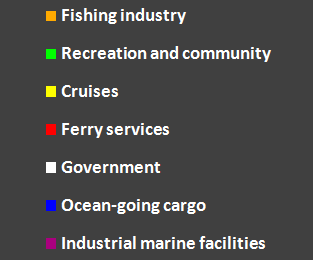 Fishing industry
Recreation and community
Cruises
Ferry services
Government
Ocean-going cargo
Industrial marine facilities